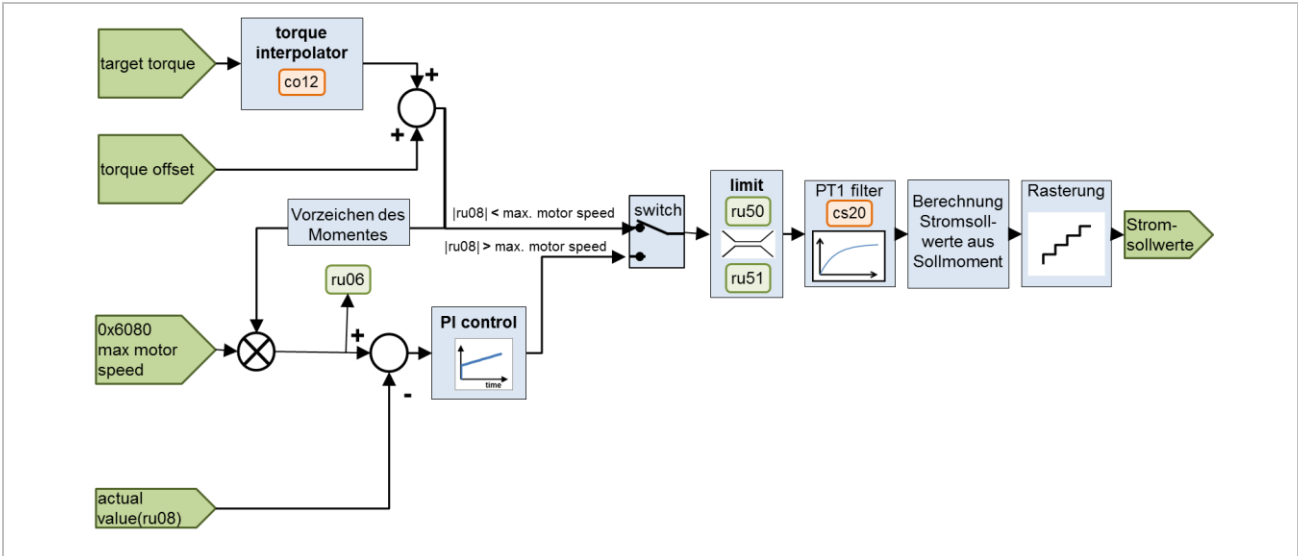 target torque
torque
interpolator
co12
+
+
torque offset
Vorzeichen des
Momentes
|ru08| < max. motor speed
|ru08| > max. motor speed
switch
limit
ru50
ru51
PT1 filter
cs20
Berechnung
Stromsoll-
werte aus
Sollmoment
Rasterung
Strom-
sollwerte
ru06
0x6080
max motor
speed
+
-
PI control
time
actual
value(ru08)